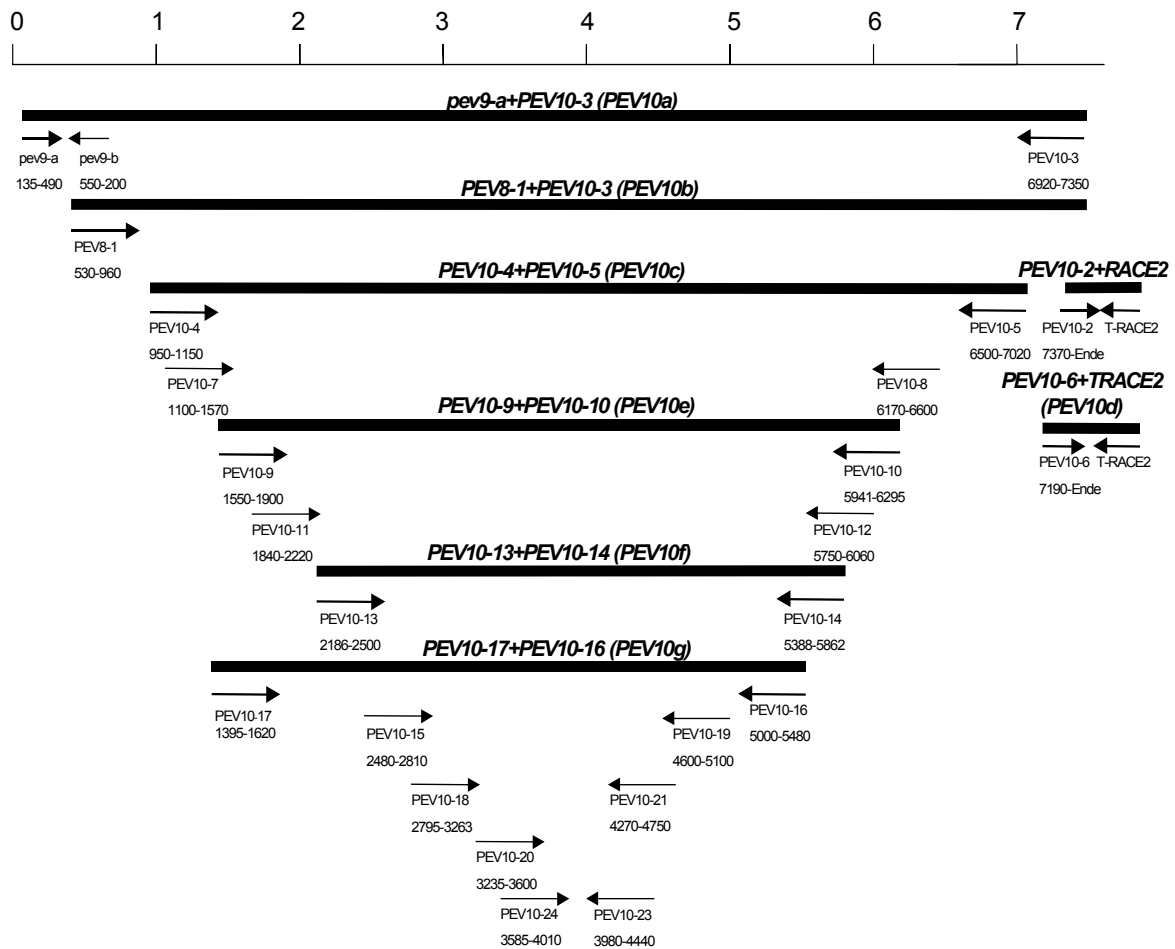 0 1 2 3 4 5 6 7
pev9-a+PEV10-3 (PEV10a)
pev9-a pev9-b PEV10-3
135-490 550-200 6920-7350
PEV8-1+PEV10-3 (PEV10b)
PEV8-1
530-960
PEV10-4+PEV10-5 (PEV10c) PEV10-2+RACE2
PEV10-4 PEV10-5 PEV10-2 T-RACE2
950-1150 6500-7020 7370-Ende
PEV10-7 PEV10-8
1100-1570 6170-6600
PEV10-6+TRACE2
(PEV10d)
PEV10-9+PEV10-10 (PEV10e)
PEV10-9 PEV10-10 PEV10-6 T-RACE2
1550-1900 5941-6295 7190-Ende
PEV10-11 PEV10-12
1840-2220 5750-6060
PEV10-13+PEV10-14 (PEV10f)
PEV10-13 PEV10-14
2186-2500 5388-5862
PEV10-17+PEV10-16 (PEV10g)
PEV10-17 PEV10-16
1395-1620 5000-5480
PEV10-15 PEV10-19
2480-2810 4600-5100
PEV10-18 PEV10-21
2795-3263 4270-4750
PEV10-20
3235-3600
PEV10-24 PEV10-23
3585-4010 3980-4440